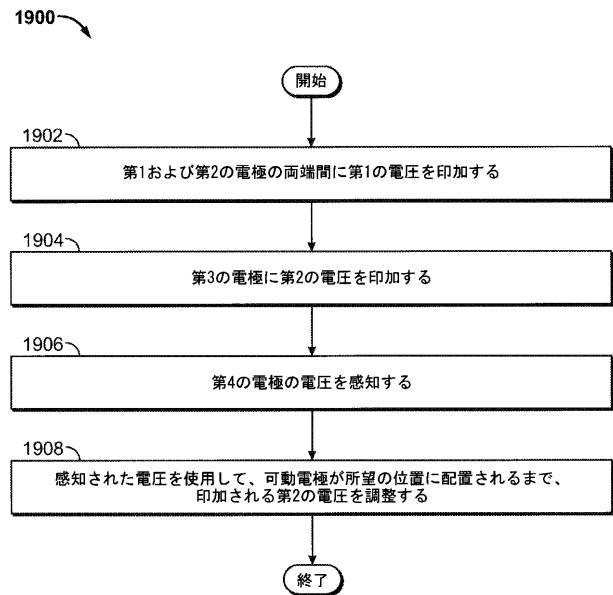 1900
開始
1902
第1および第2の電極の両端間に第1の電圧を印加する
1904
第3の電極に第2の電圧を印加する
1906
第4の電極の電圧を感知する
1908
感知された電圧を使用して、可動電極が所望の位置に配置されるまで、
印加される第2の電圧を調整する
終了